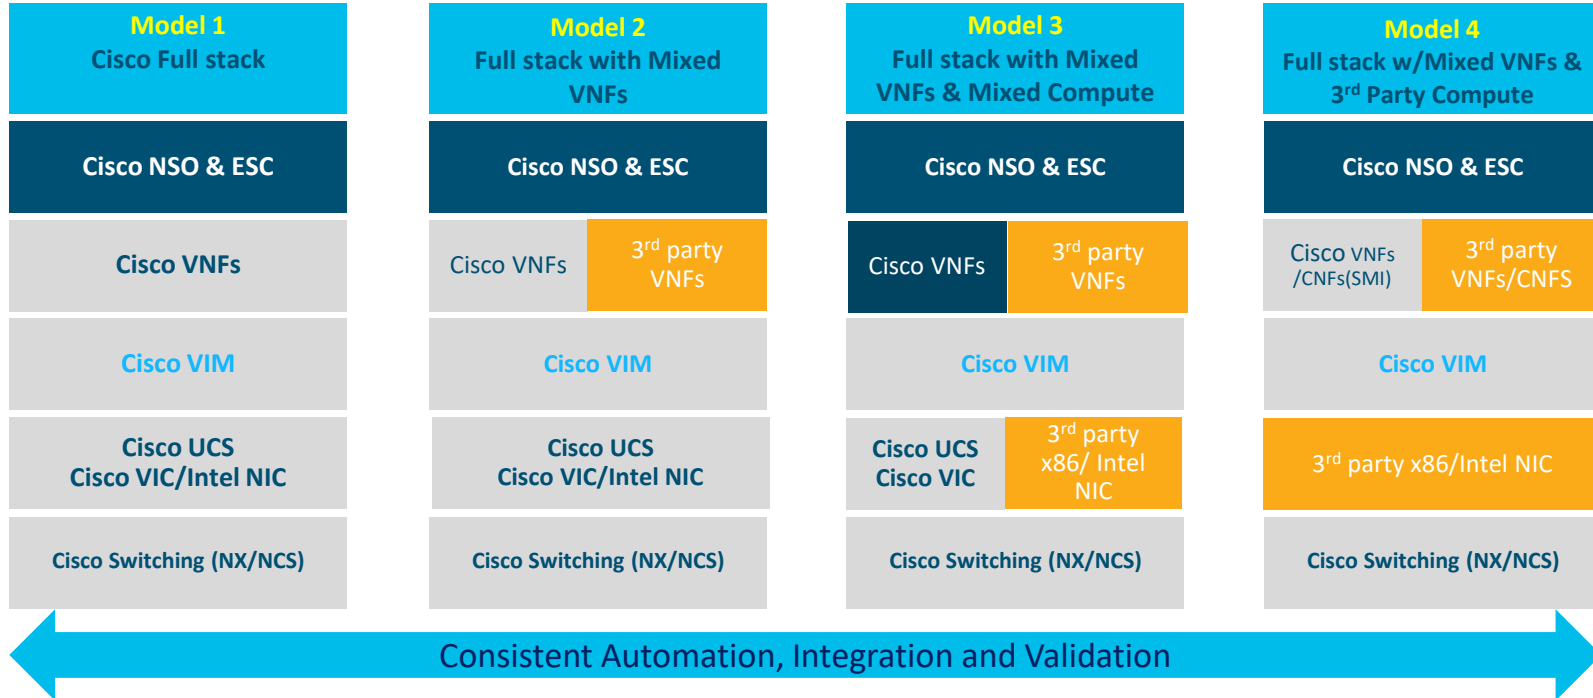 Model 1
Cisco Full stack
Cisco NSO & ESC
Cisco VNFs
Cisco VIM
Cisco UCS
Cisco VIC/Intel NIC
Cisco Switching (NX/NCS)
Model 2
Full stack with Mixed
VNFs
Cisco NSO & ESC
Cisco VNFs
3rd party
VNFs
Cisco VIM
Cisco UCS
Cisco VIC/Intel NIC
Cisco Switching (NX/NCS)
Model 3
Full stack with Mixed
VNFs & Mixed Compute
Cisco NSO & ESC
Cisco VNFs
3rd party
VNFs
Cisco VIM
Cisco UCS
Cisco VIC
3rd party
x86/ Intel
NIC
Cisco Switching (NX/NCS)
Model 4
Full stack w/Mixed VNFs &
3rd Party Compute
Cisco NSO & ESC
Cisco VNFs
/CNFs(SMI)
3rd party
VNFs/CNFS
Cisco VIM
3rd party x86/Intel NIC
Cisco Switching (NX/NCS)
Consistent Automation, Integration and Validation